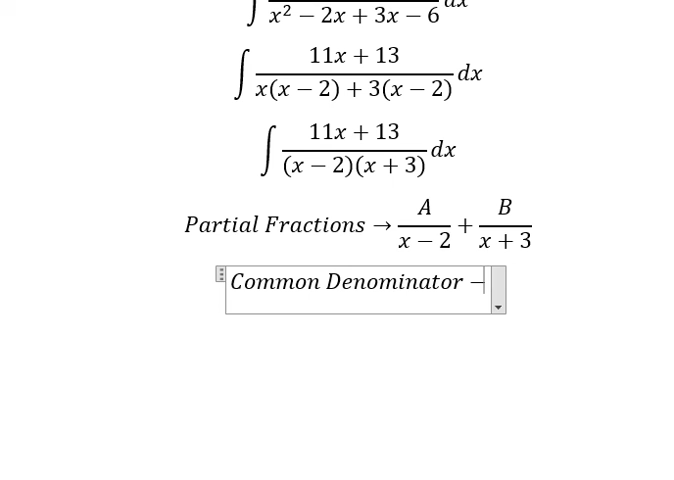 ∫ / x² − 2x + 3x − 6 dx
∫ 11x + 13 / x(x − 2) + 3(x − 2) dx
∫ 11x + 13 / (x − 2)(x + 3) dx
Partial Fractions → A / x − 2 + B / x + 3
Common Denominator −